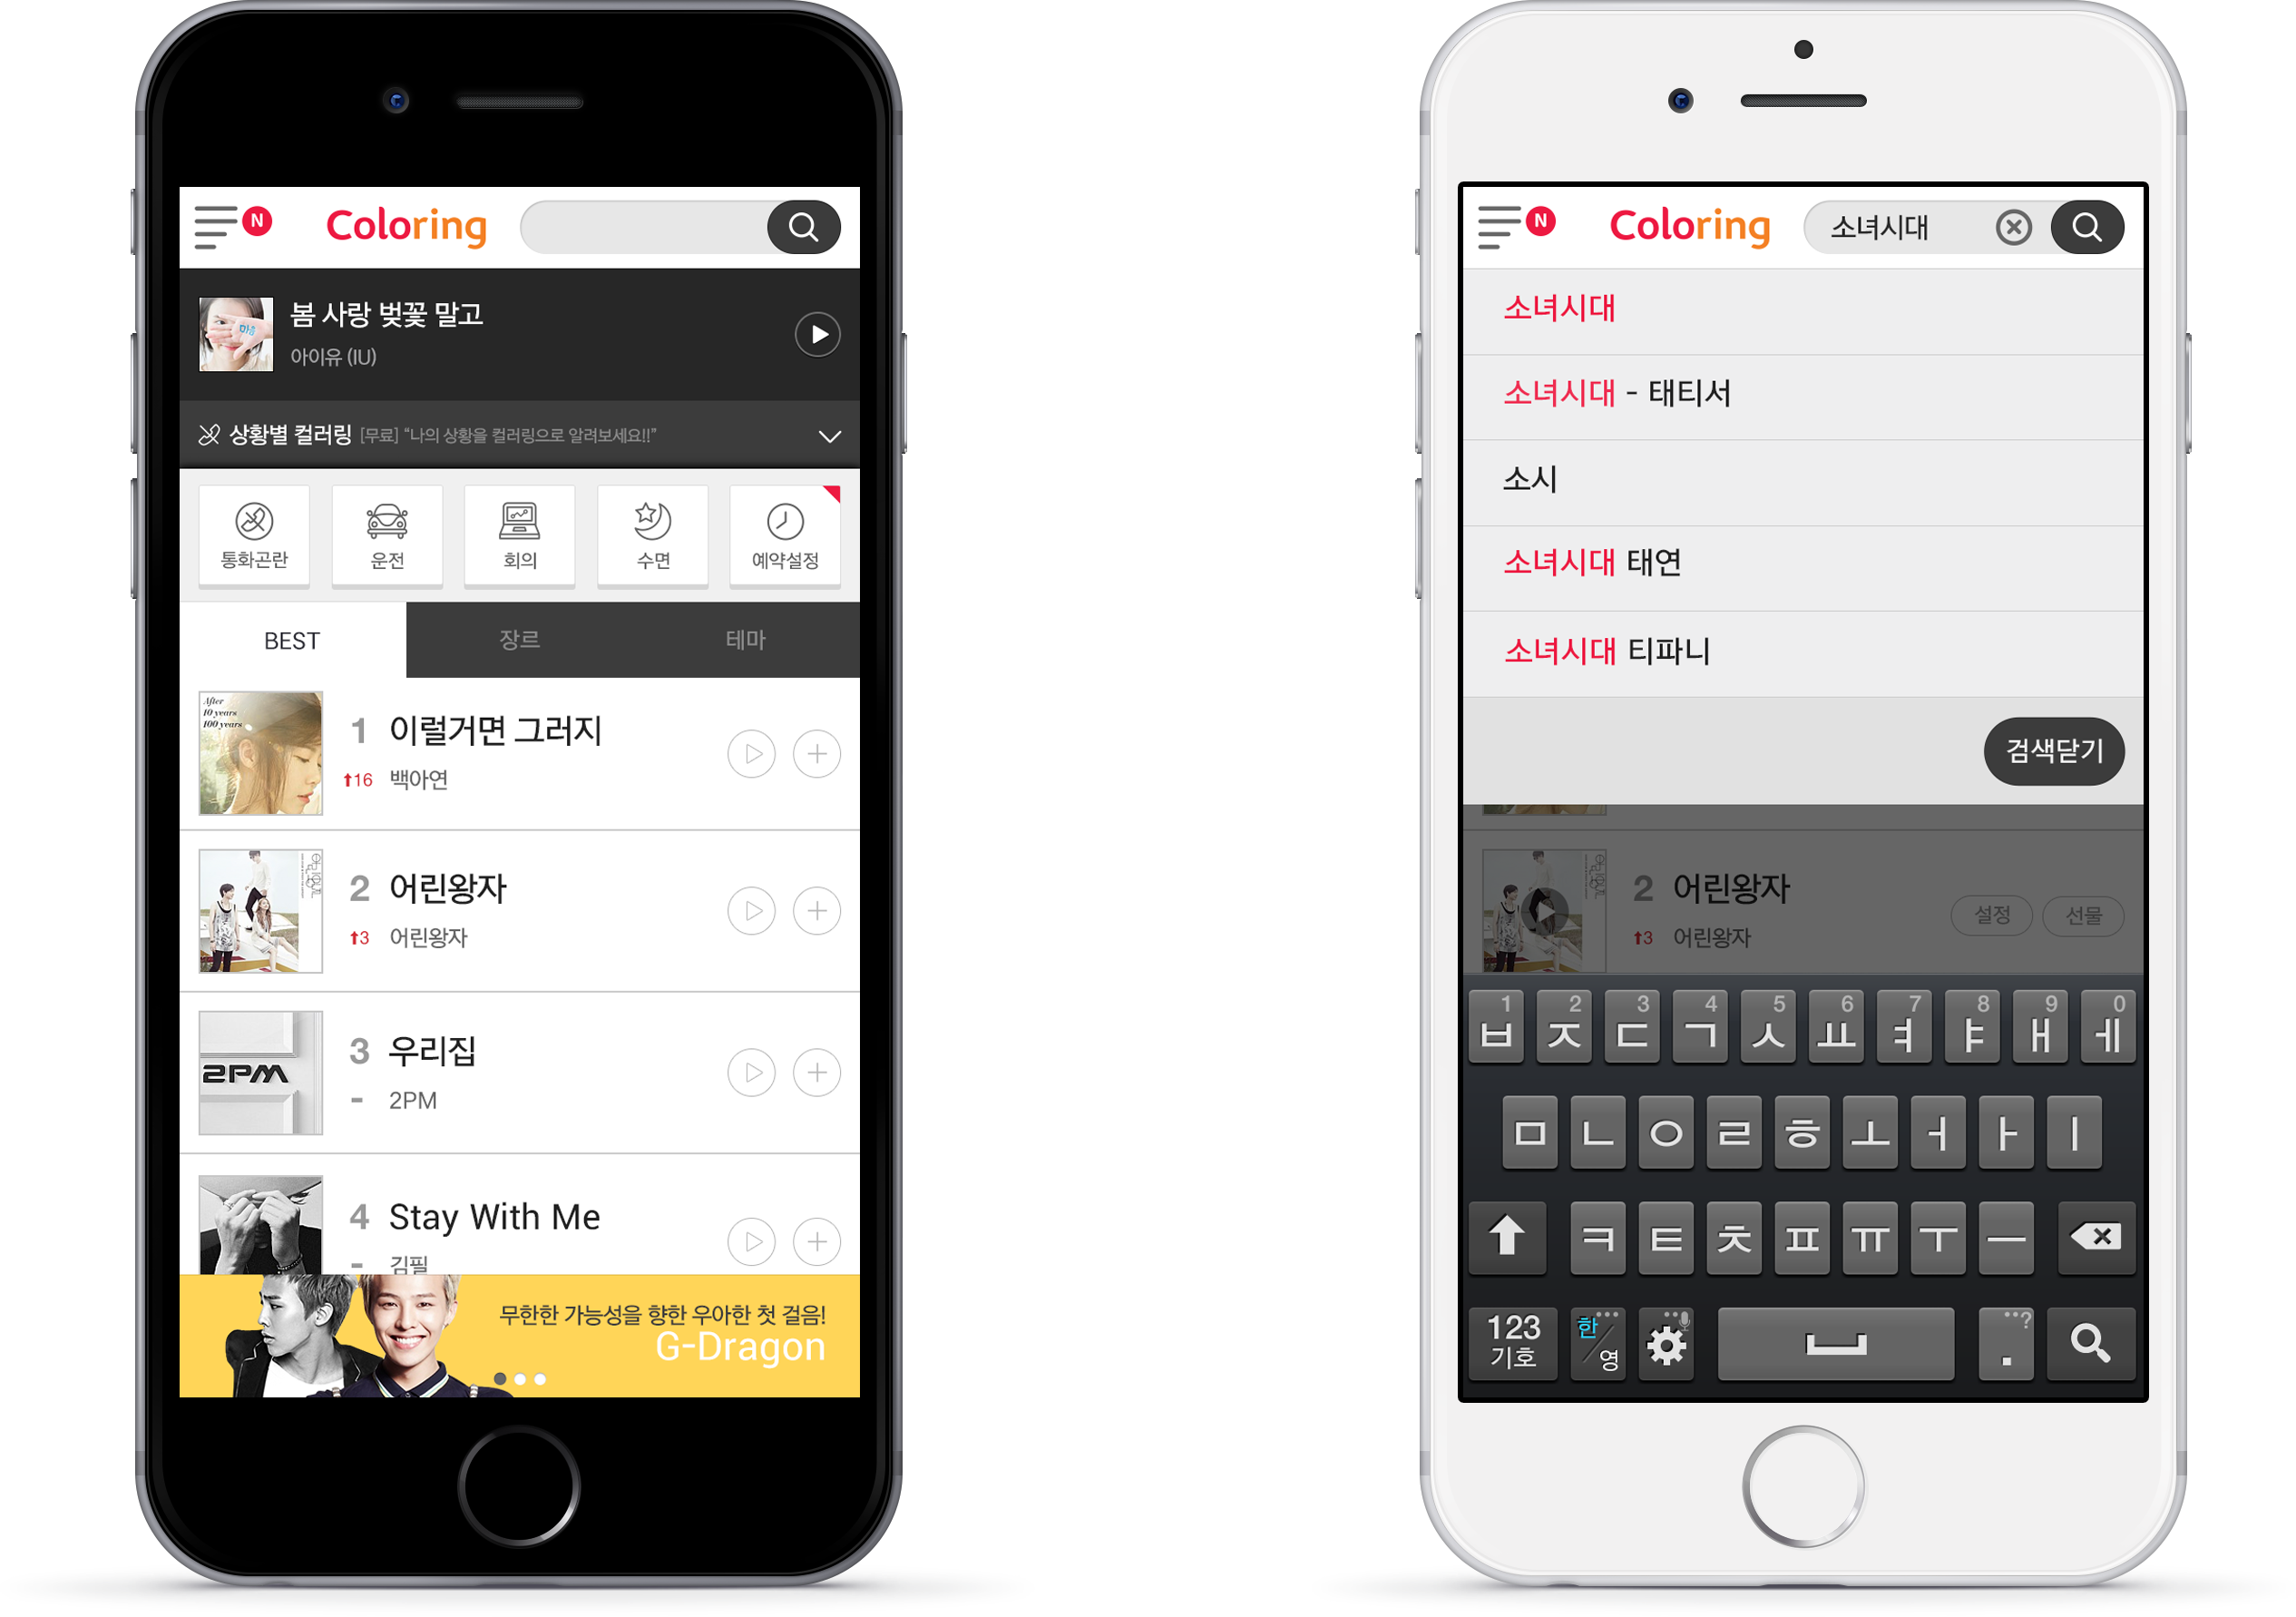 N
Coloring
봄 사랑 벚꽃 말고
아이유 (IU)
상황별 컬러링 [무료] “나의 상황을 컬러링으로 알려보세요!!”
통화곤란 운전 회의 수면 예약설정
BEST 장르 테마
After
10 years
100 years
1 이럴거면 그러지
16 백아연
2 어린왕자
3 어린왕자
2PM
3 우리집
- 2PM
4 Stay With Me
- 김필
무한한 가능성을 향한 우아한 첫 걸음!
G-Dragon
N
Coloring
소녀시대
소녀시대
소녀시대 - 태티서
소시
소녀시대 태연
소녀시대 티파니
검색닫기
2 어린왕자
3 어린왕자
설정 선물
1 2 3 4 5 6 7 8 9 0
ㅂ ㅈ ㄷ ㄱ ㅅ ㅛ ㅕ ㅑ ㅐ ㅔ
ㅁ ㄴ ㅇ ㄹ ㅎ ㅗ ㅓ ㅏ ㅣ
ㅋ ㅌ ㅊ ㅍ ㅠ ㅜ ㅡ
123
기호
한/영
...?
.